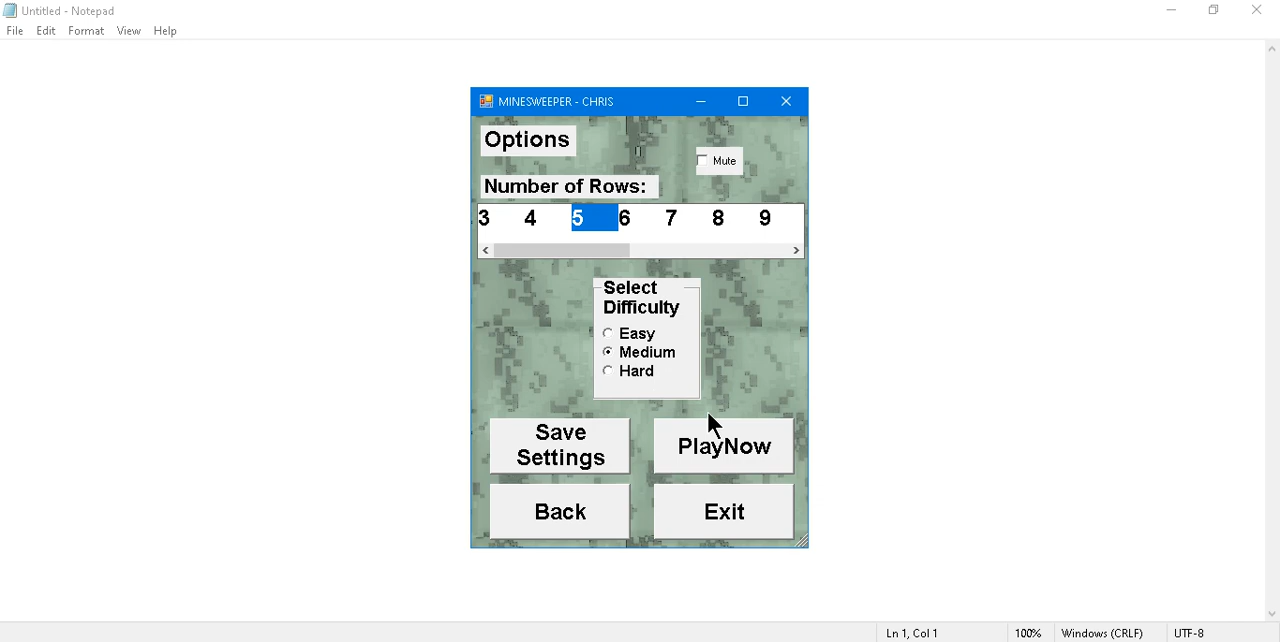 Untitled - Notepad
File Edit Format View Help
MINESWEEPER - CHRIS
Options
Mute
Number of Rows:
3 4 5 6 7 8 9
Select
Difficulty
Easy
Medium
Hard
Save
Settings
PlayNow
Back
Exit
Ln 1, Col 1 100% Windows (CRLF) UTF-8